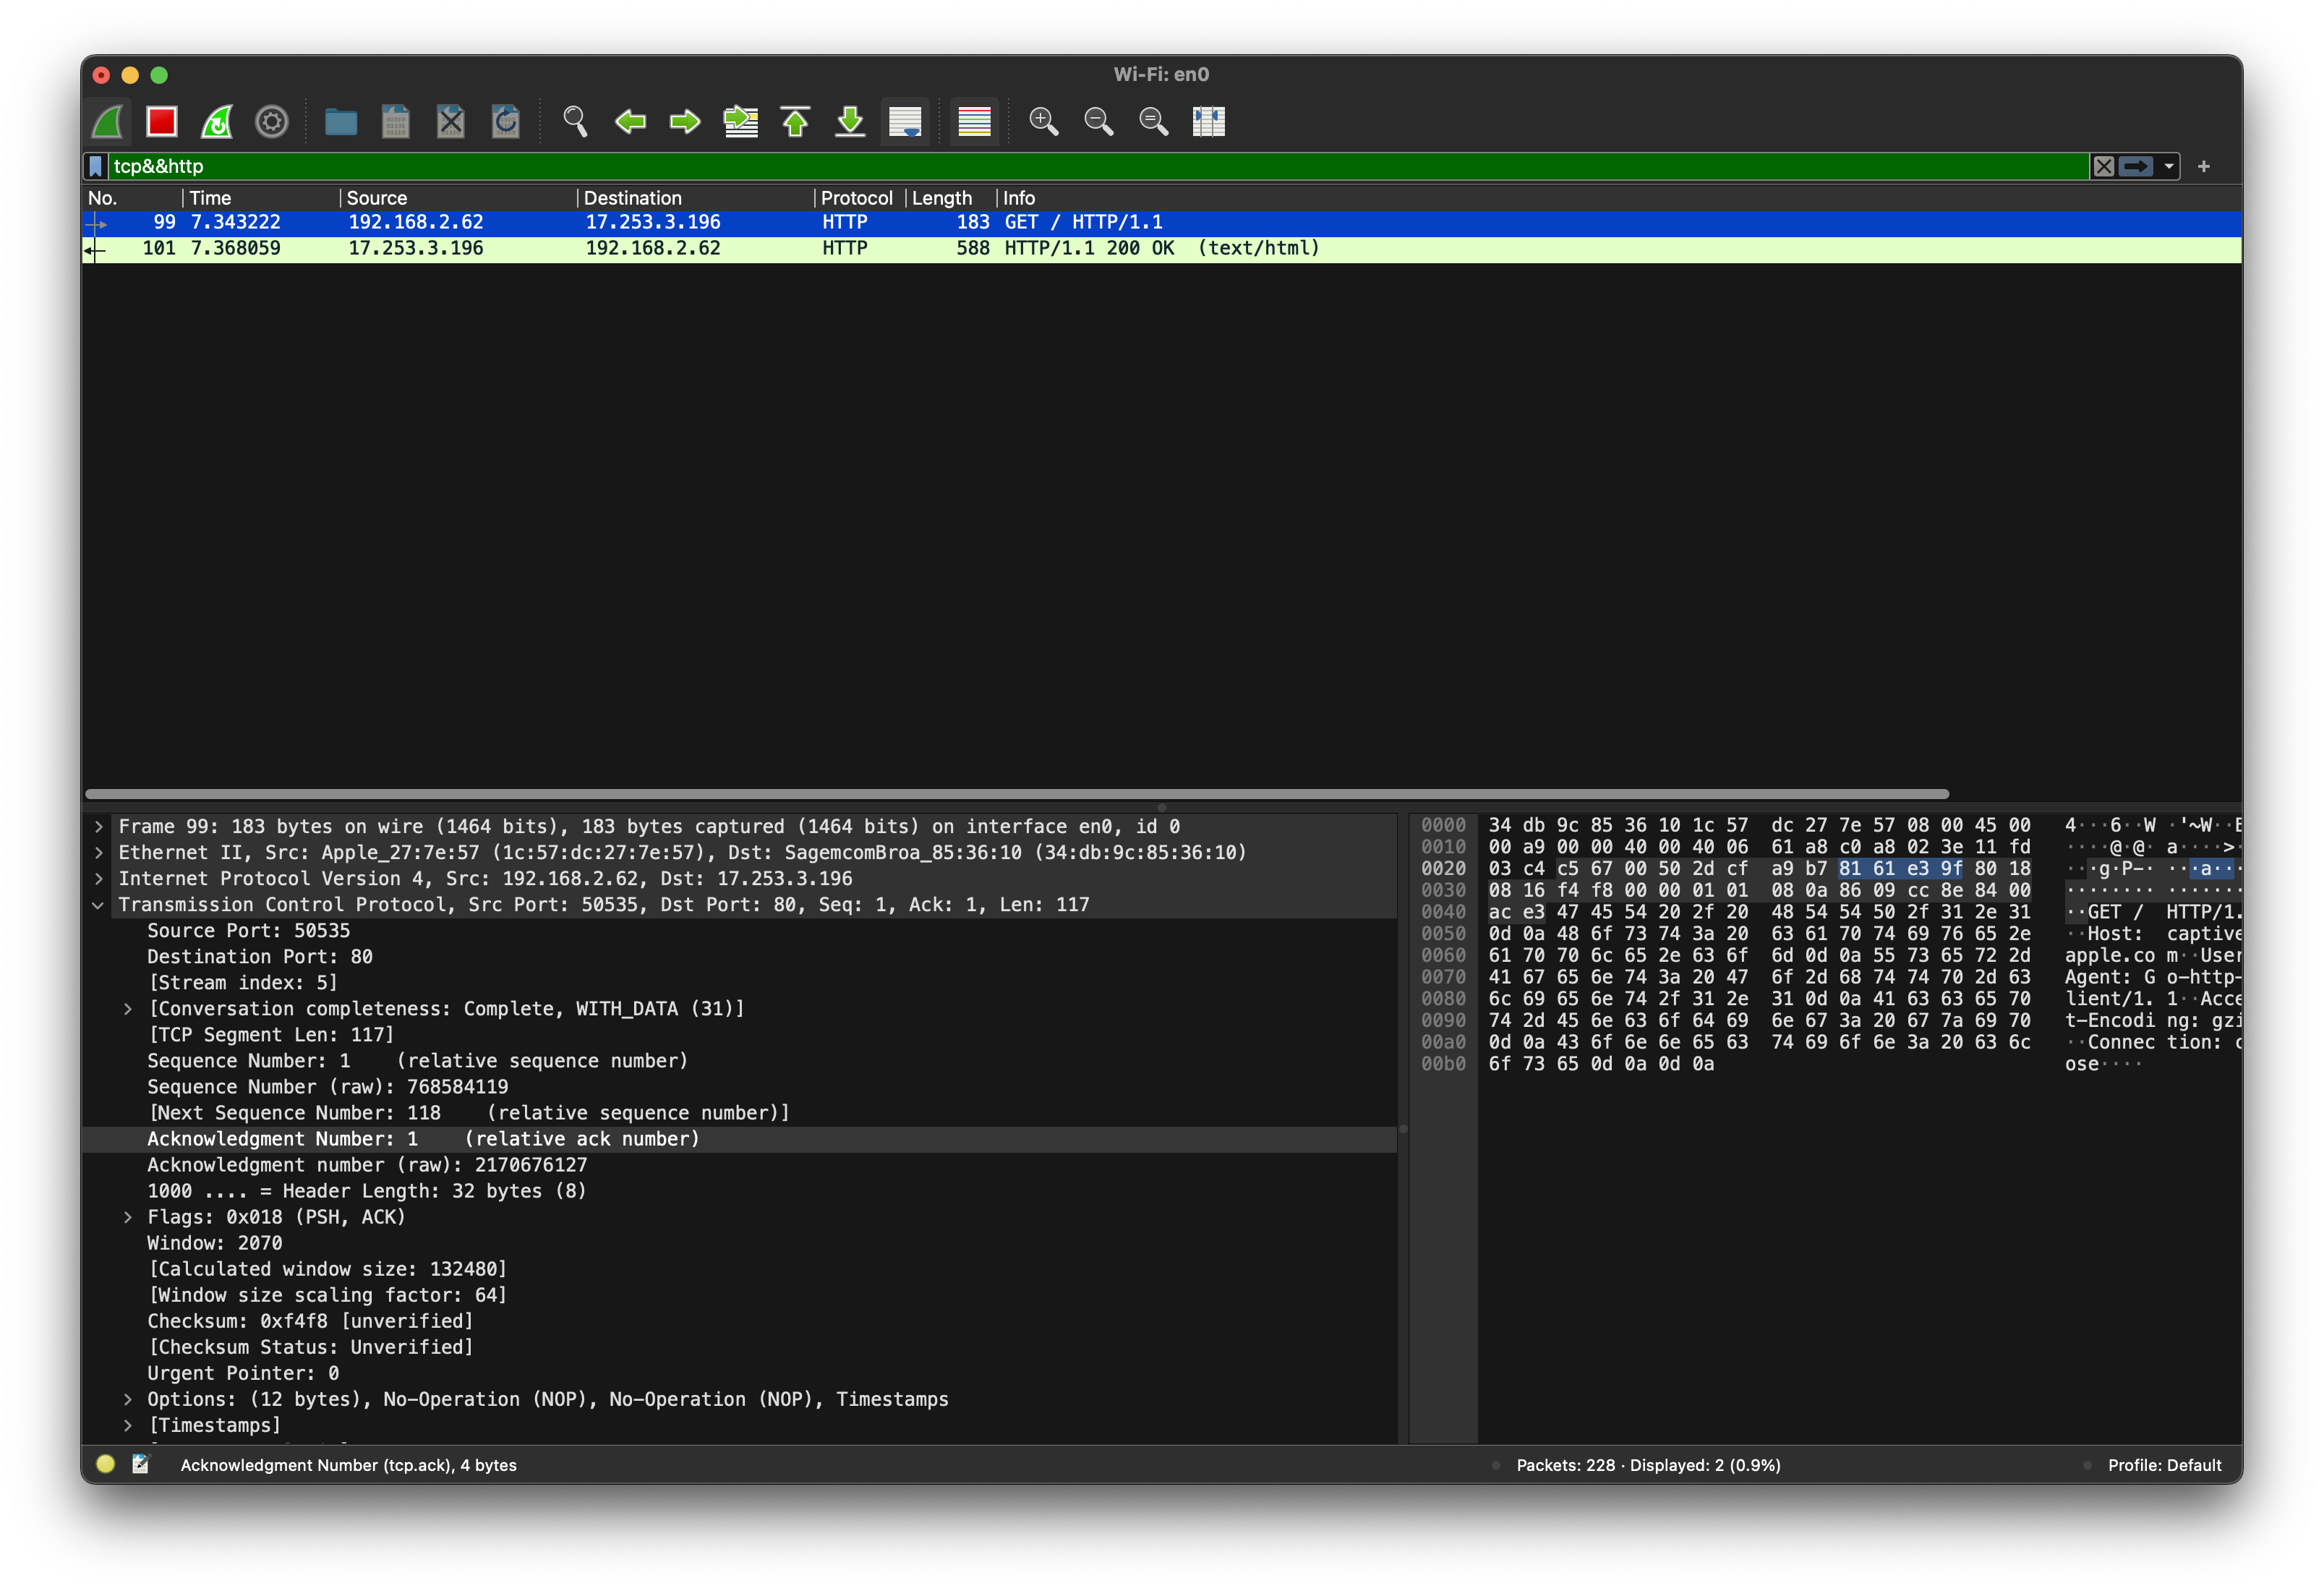 Wi-Fi: en0
tcp&&http
No. Time Source Destination Protocol Length Info
99 7.343222 192.168.2.62 17.253.3.196 HTTP 183 GET / HTTP/1.1
101 7.368059 17.253.3.196 192.168.2.62 HTTP 588 HTTP/1.1 200 OK  (text/html)
Frame 99: 183 bytes on wire (1464 bits), 183 bytes captured (1464 bits) on interface en0, id 0
Ethernet II, Src: Apple_27:7e:57 (1c:57:dc:27:7e:57), Dst: SagemcomBroa_85:36:10 (34:db:9c:85:36:10)
Internet Protocol Version 4, Src: 192.168.2.62, Dst: 17.253.3.196
Transmission Control Protocol, Src Port: 50535, Dst Port: 80, Seq: 1, Ack: 1, Len: 117
Source Port: 50535
Destination Port: 80
[Stream index: 5]
[Conversation completeness: Complete, WITH_DATA (31)]
[TCP Segment Len: 117]
Sequence Number: 1    (relative sequence number)
Sequence Number (raw): 768584119
[Next Sequence Number: 118    (relative sequence number)]
Acknowledgment Number: 1    (relative ack number)
Acknowledgment number (raw): 2170676127
1000 .... = Header Length: 32 bytes (8)
Flags: 0x018 (PSH, ACK)
Window: 2070
[Calculated window size: 132480]
[Window size scaling factor: 64]
Checksum: 0xf4f8 [unverified]
[Checksum Status: Unverified]
Urgent Pointer: 0
Options: (12 bytes), No-Operation (NOP), No-Operation (NOP), Timestamps
[Timestamps]
0000 34 db 9c 85 36 10 1c 57 dc 27 7e 57 08 00 45 00 4···6··W ·'~W··E
0010 00 a9 00 00 40 00 40 06 61 a8 c0 a8 02 3e 11 fd ····@·@· a····>·
0020 03 c4 c5 67 00 50 2d cf a9 b7 81 61 e3 9f 80 18 ···g·P-· ···a··
0030 08 16 f4 f8 00 00 01 01 08 0a 86 09 cc 8e 84 00 ········ ·······
0040 ac e3 47 45 54 20 2f 20 48 54 54 50 2f 31 2e 31 ··GET / HTTP/1.
0050 0d 0a 48 6f 73 74 3a 20 63 61 70 74 69 76 65 2e ··Host: captive
0060 61 70 70 6c 65 2e 63 6f 6d 0d 0a 55 73 65 72 2d apple.co m··User
0070 41 67 65 6e 74 3a 20 47 6f 2d 68 74 74 70 2d 63 Agent: G o-http-
0080 6c 69 65 6e 74 2f 31 2e 31 0d 0a 41 63 63 65 70 lient/1. 1··Acce
0090 74 2d 45 6e 63 6f 64 69 6e 67 3a 20 67 7a 69 70 t-Encodi ng: gzi
00a0 0d 0a 43 6f 6e 6e 65 63 74 69 6f 6e 3a 20 63 6c ··Connec tion: c
00b0 6f 73 65 0d 0a 0d 0a ose····
Acknowledgment Number (tcp.ack), 4 bytes
Packets: 228 · Displayed: 2 (0.9%)
Profile: Default